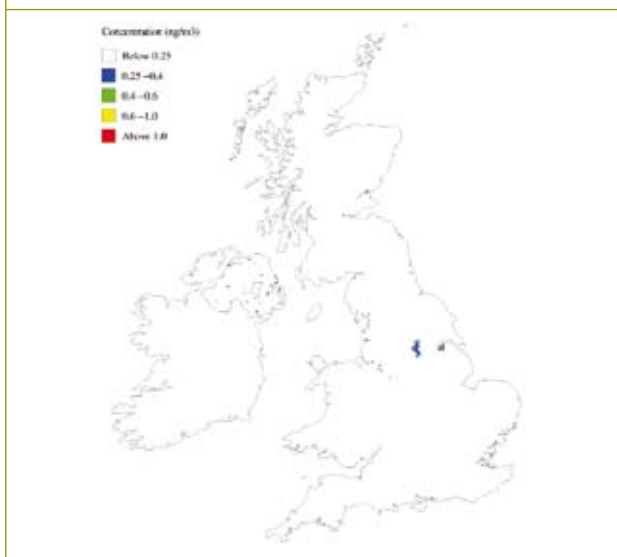 Concentration (ng/m3)
Below 0.25
0.25 –0.4
0.4 –0.6
0.6 –1.0
Above 1.0